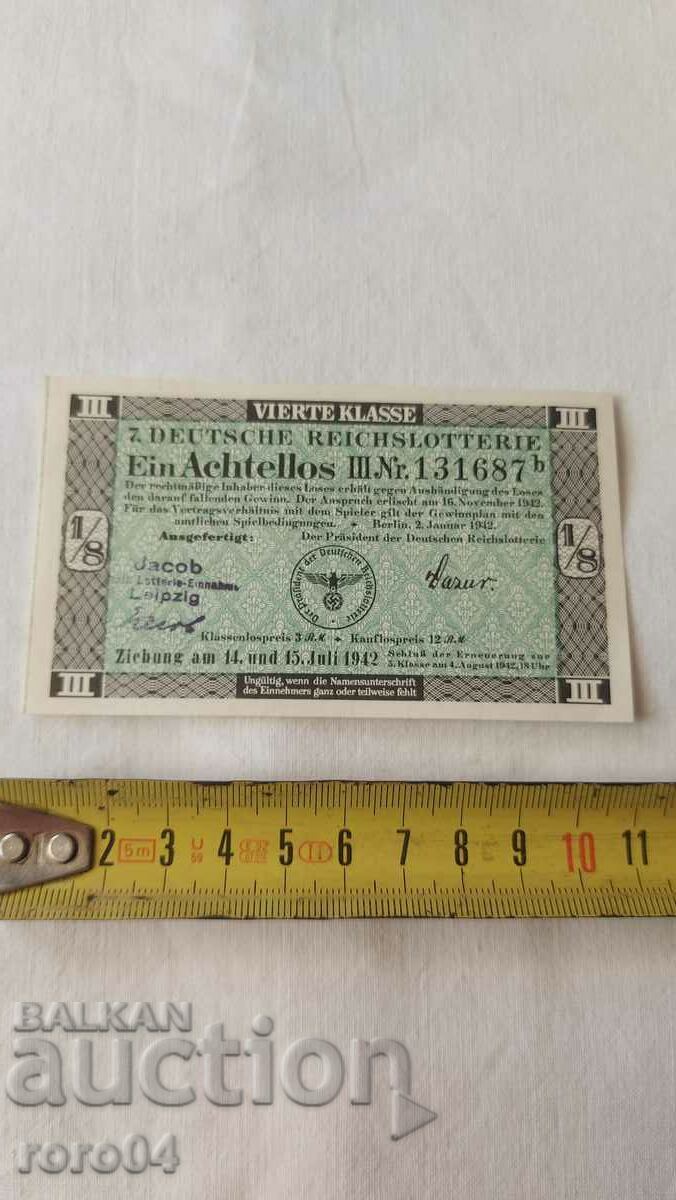 III VIERTE KLASSE III
7. DEUTSCHE REICHSLOTTERIE
Ein Achtellos III.Nr. 131687 b
Der rechtmäßige Inhaber dieses Loses erhält gegen Aushändigung des Loses
den darauf fallenden Gewinn. Der Anspruch erlischt am 16. November 1942.
Für das Vertragsverhältnis mit dem Spieler gilt der Gewinnplan mit den
amtlichen Spielbedingungen. Berlin, 2. Januar 1942.
1/8 1/8
Ausgefertigt: Der Präsident der Deutschen Reichslotterie
Jacob
Lotterie-Einnahme
Leipzig
Der Präsident der Deutschen Reichslotterie
Klassenlospreis 3 R.M. Kauflospreis 12 R.M.
Ziehung am 14. und 15. Juli 1942
Schluß der Erneuerung zur
5. Klasse am 4. August 1942, 18 Uhr
III III
Ungültig, wenn die Namensunterschrift
des Einnehmers ganz oder teilweise fehlt
2 5m 3 4 5 II 6 7 8 9 10 11
BALKAN
auction
roro04